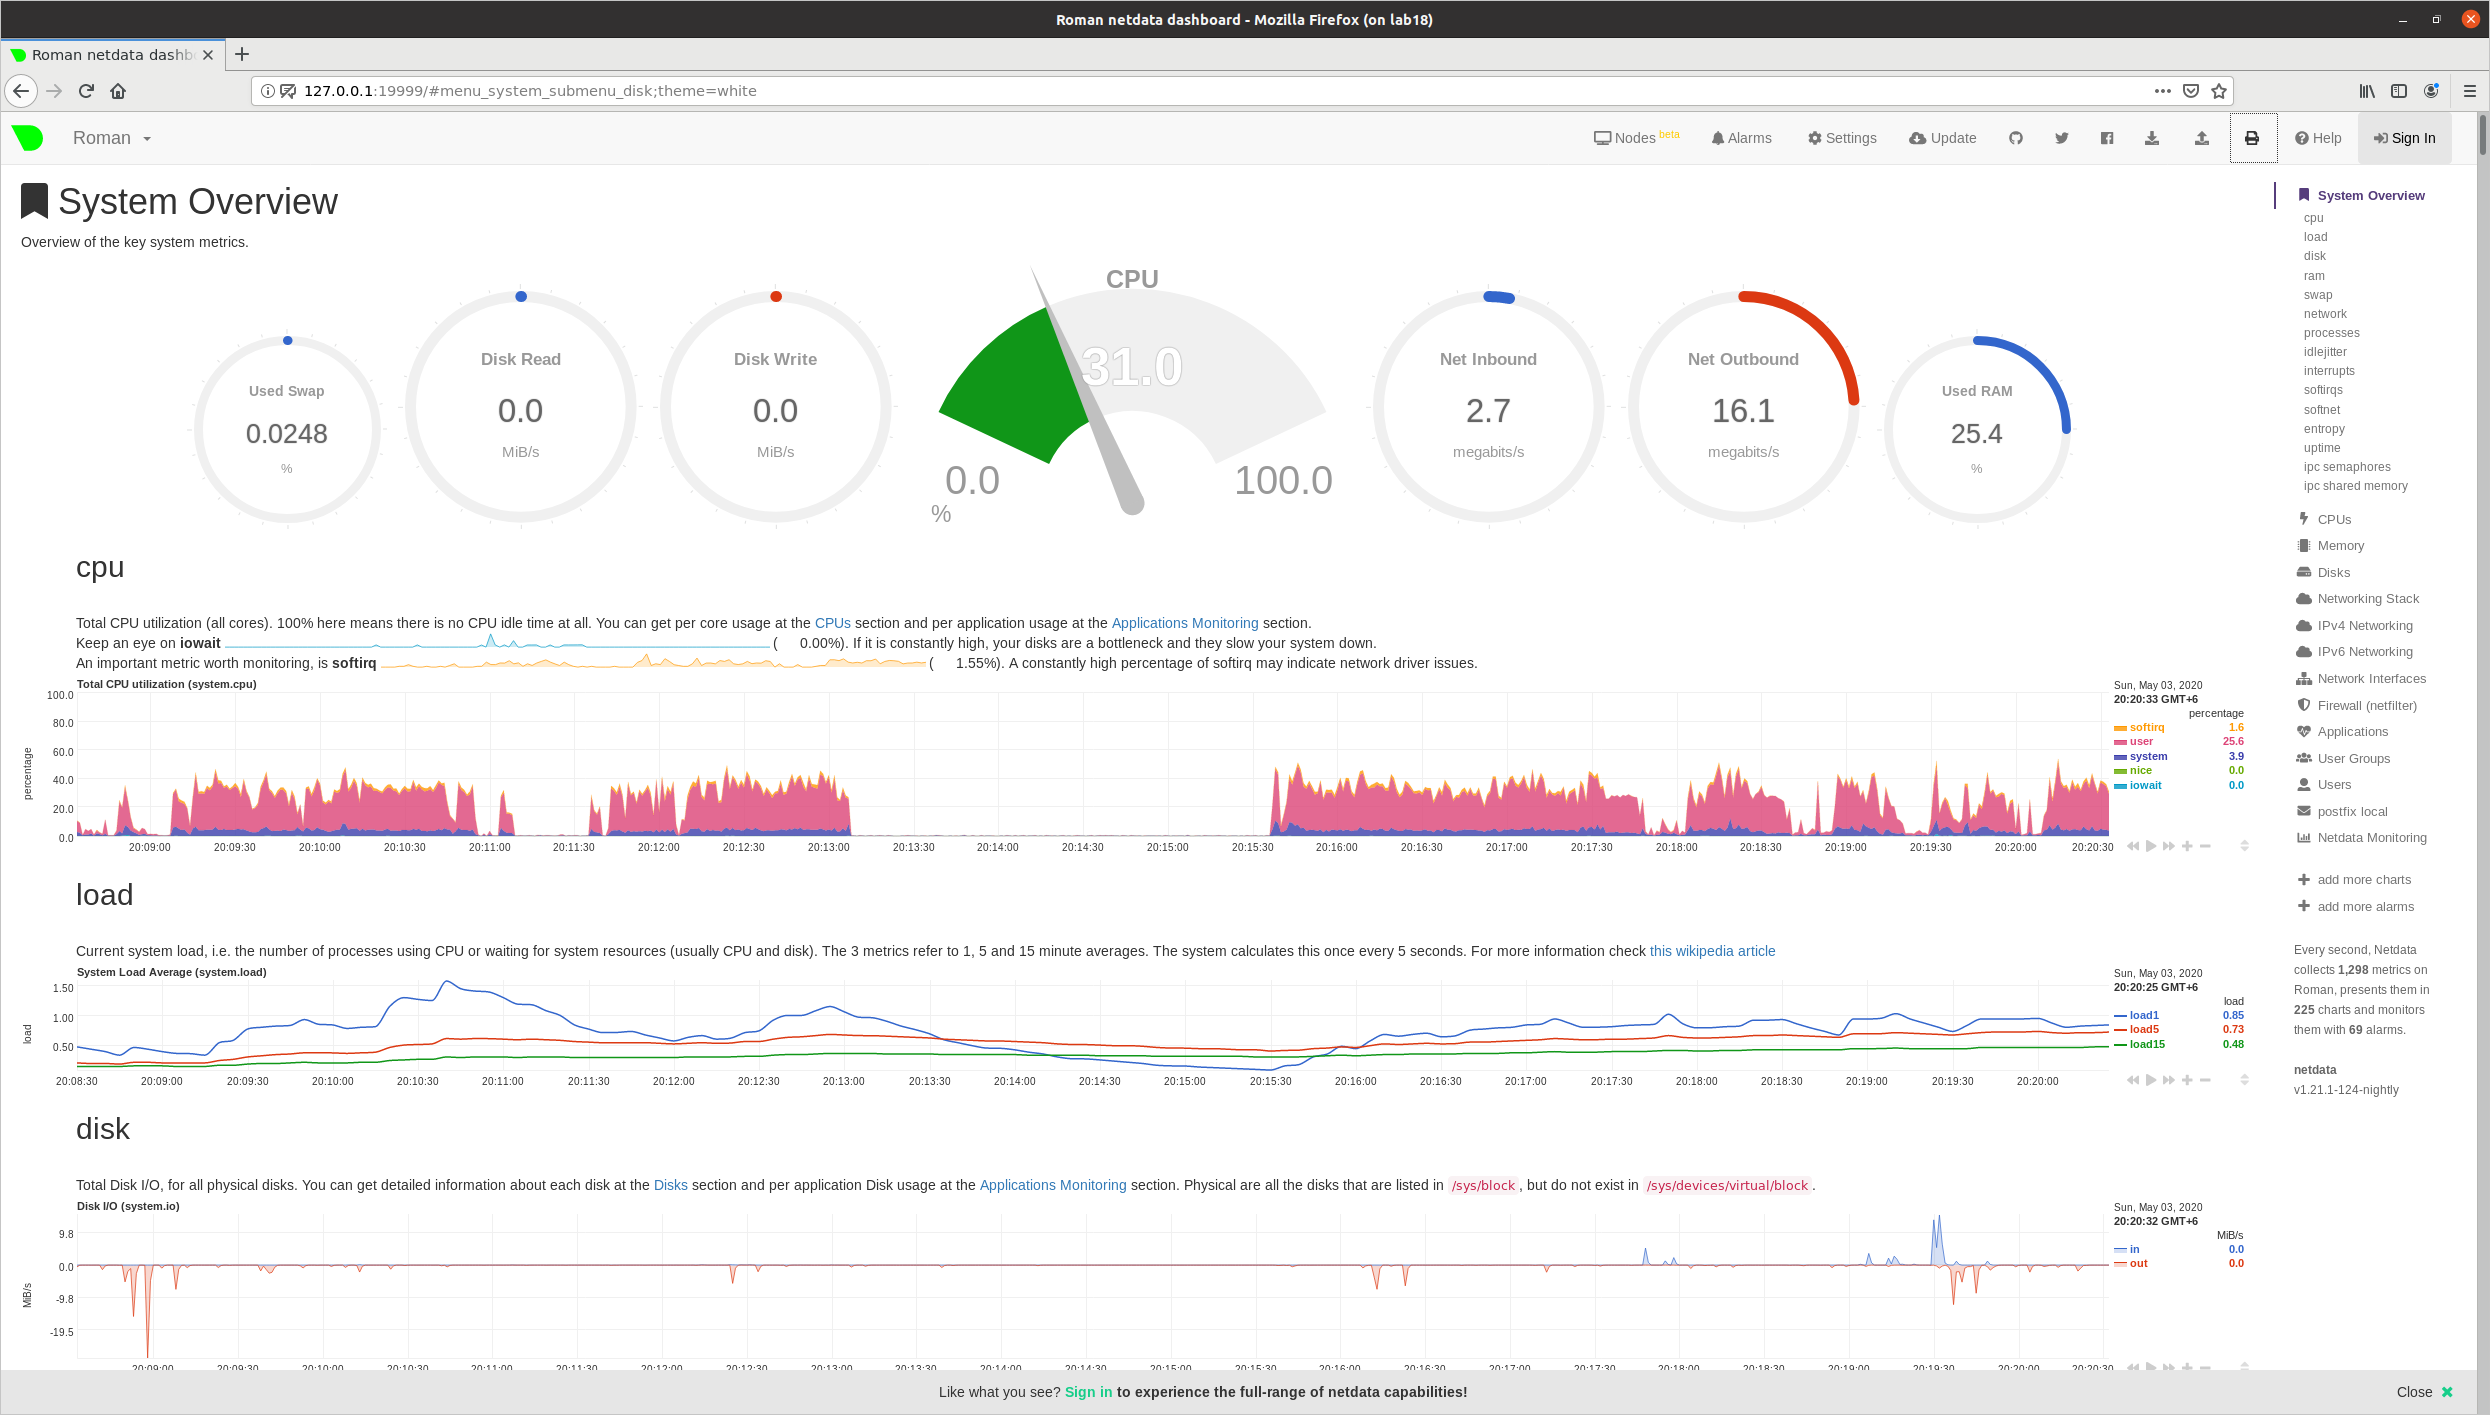 Roman netdata dashboard - Mozilla Firefox (on lab18)
Roman netdata dashb
127.0.0.1:19999/#menu_system_submenu_disk;theme=white
Roman
Nodes beta
Alarms
Settings
Update
Help
Sign In
System Overview
Overview of the key system metrics.
Used Swap
0.0248
%
Disk Read
0.0
MiB/s
Disk Write
0.0
MiB/s
CPU
31.0
0.0
100.0
%
Net Inbound
2.7
megabits/s
Net Outbound
16.1
megabits/s
Used RAM
25.4
%
cpu
Total CPU utilization (all cores). 100% here means there is no CPU idle time at all. You can get per core usage at the CPUs section and per application usage at the Applications Monitoring section.
Keep an eye on iowait ( 0.00%). If it is constantly high, your disks are a bottleneck and they slow your system down.
An important metric worth monitoring, is softirq ( 1.55%). A constantly high percentage of softirq may indicate network driver issues.
Total CPU utilization (system.cpu)
percentage
100.0
80.0
60.0
40.0
20.0
0.0
20:09:00 20:09:30 20:10:00 20:10:30 20:11:00 20:11:30 20:12:00 20:12:30 20:13:00 20:13:30 20:14:00 20:14:30 20:15:00 20:15:30 20:16:00 20:16:30 20:17:00 20:17:30 20:18:00 20:18:30 20:19:00 20:19:30 20:20:00 20:20:30
Sun, May 03, 2020
20:20:33 GMT+6
percentage
softirq 1.6
user 25.6
system 3.9
nice 0.0
iowait 0.0
load
Current system load, i.e. the number of processes using CPU or waiting for system resources (usually CPU and disk). The 3 metrics refer to 1, 5 and 15 minute averages. The system calculates this once every 5 seconds. For more information check this wikipedia article
System Load Average (system.load)
load
1.50
1.00
0.50
20:08:30 20:09:00 20:09:30 20:10:00 20:10:30 20:11:00 20:11:30 20:12:00 20:12:30 20:13:00 20:13:30 20:14:00 20:14:30 20:15:00 20:15:30 20:16:00 20:16:30 20:17:00 20:17:30 20:18:00 20:18:30 20:19:00 20:19:30 20:20:00
Sun, May 03, 2020
20:20:25 GMT+6
load
load1 0.85
load5 0.73
load15 0.48
disk
Total Disk I/O, for all physical disks. You can get detailed information about each disk at the Disks section and per application Disk usage at the Applications Monitoring section. Physical are all the disks that are listed in /sys/block, but do not exist in /sys/devices/virtual/block.
Disk I/O (system.io)
MiB/s
9.8
0.0
-9.8
-19.5
20:09:00 20:09:30 20:10:00 20:10:30 20:11:00 20:11:30 20:12:00 20:12:30 20:13:00 20:13:30 20:14:00 20:14:30 20:15:00 20:15:30 20:16:00 20:16:30 20:17:00 20:17:30 20:18:00 20:18:30 20:19:00 20:19:30 20:20:00 20:20:30
Sun, May 03, 2020
20:20:32 GMT+6
MiB/s
in 0.0
out 0.0
System Overview
cpu
load
disk
ram
swap
network
processes
idlejitter
interrupts
softirqs
softnet
entropy
uptime
ipc semaphores
ipc shared memory
CPUs
Memory
Disks
Networking Stack
IPv4 Networking
IPv6 Networking
Network Interfaces
Firewall (netfilter)
Applications
User Groups
Users
postfix local
Netdata Monitoring
add more charts
add more alarms
Every second, Netdata
collects 1,298 metrics on
Roman, presents them in
225 charts and monitors
them with 69 alarms.
netdata
v1.21.1-124-nightly
Like what you see? Sign in to experience the full-range of netdata capabilities!
Close